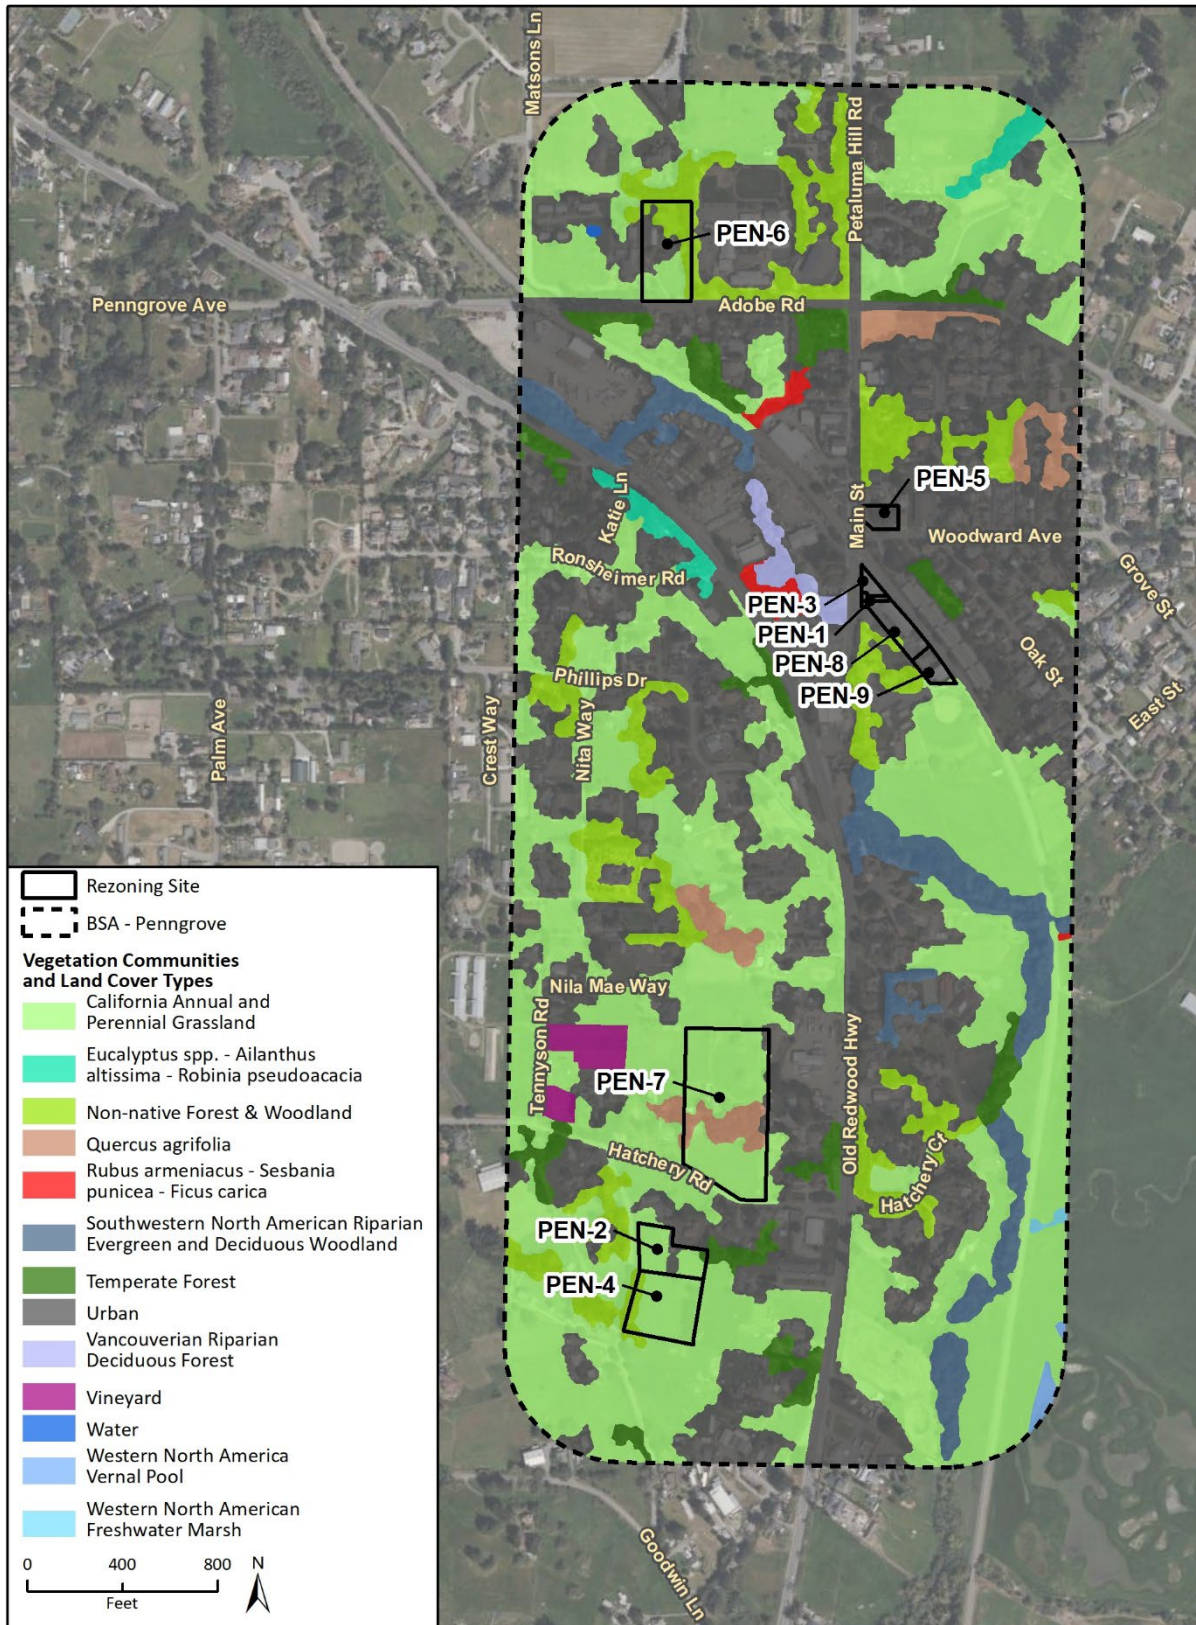 Matsons Ln
Petaluma Hill Rd
PEN-6
Penngrove Ave
Adobe Rd
Main St
PEN-5
Woodward Ave
Katie Ln
Ronsheimer Rd
Grove St
PEN-3
PEN-1
PEN-8
PEN-9
Oak St
East St
Phillips Dr
Nita Way
Crest Way
Palm Ave
Nila Mae Way
Tennyson Rd
PEN-7
Old Redwood Hwy
Hatchery Rd
Hatchery Ct
PEN-2
PEN-4
Goodwin Ln
Rezoning Site
BSA - Penngrove
Vegetation Communities
and Land Cover Types
California Annual and
Perennial Grassland
Eucalyptus spp. - Ailanthus
altissima - Robinia pseudoacacia
Non-native Forest & Woodland
Quercus agrifolia
Rubus armeniacus - Sesbania
punicea - Ficus carica
Southwestern North American Riparian
Evergreen and Deciduous Woodland
Temperate Forest
Urban
Vancouverian Riparian
Deciduous Forest
Vineyard
Water
Western North America
Vernal Pool
Western North American
Freshwater Marsh
0 400 800
Feet
N